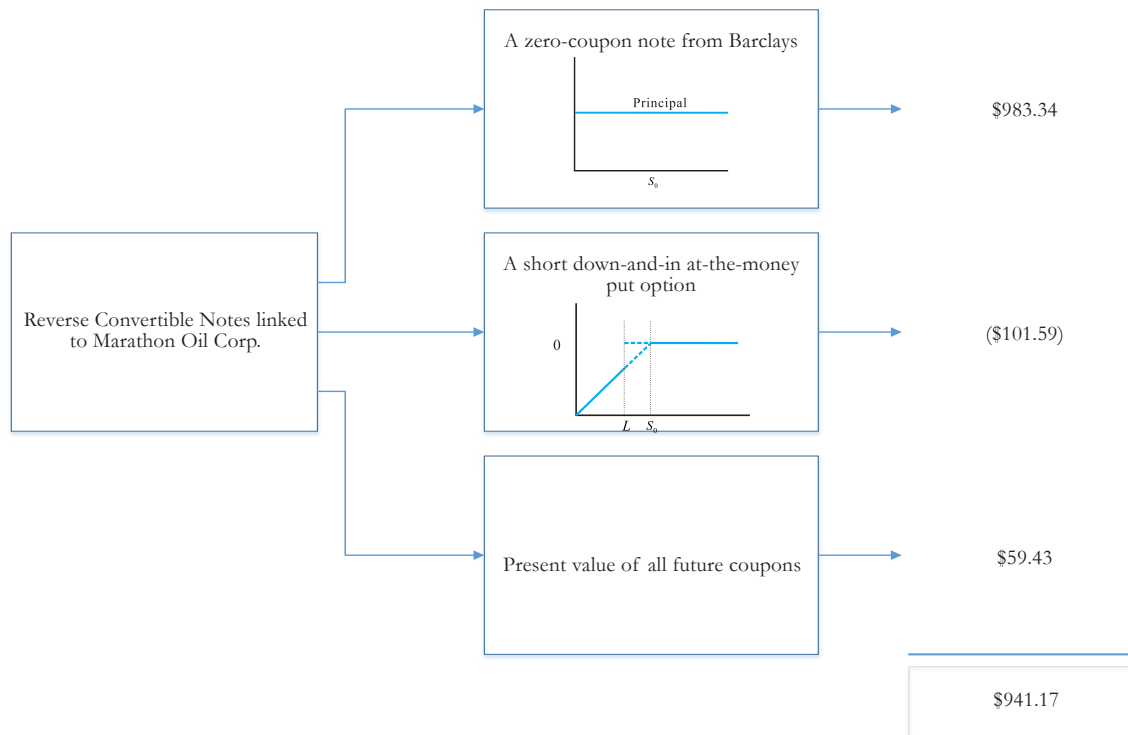 A zero-coupon note from Barclays
Principal
S₀
$983.34
Reverse Convertible Notes linked
to Marathon Oil Corp.
A short down-and-in at-the-money
put option
0
L S₀
($101.59)
Present value of all future coupons
$59.43
$941.17